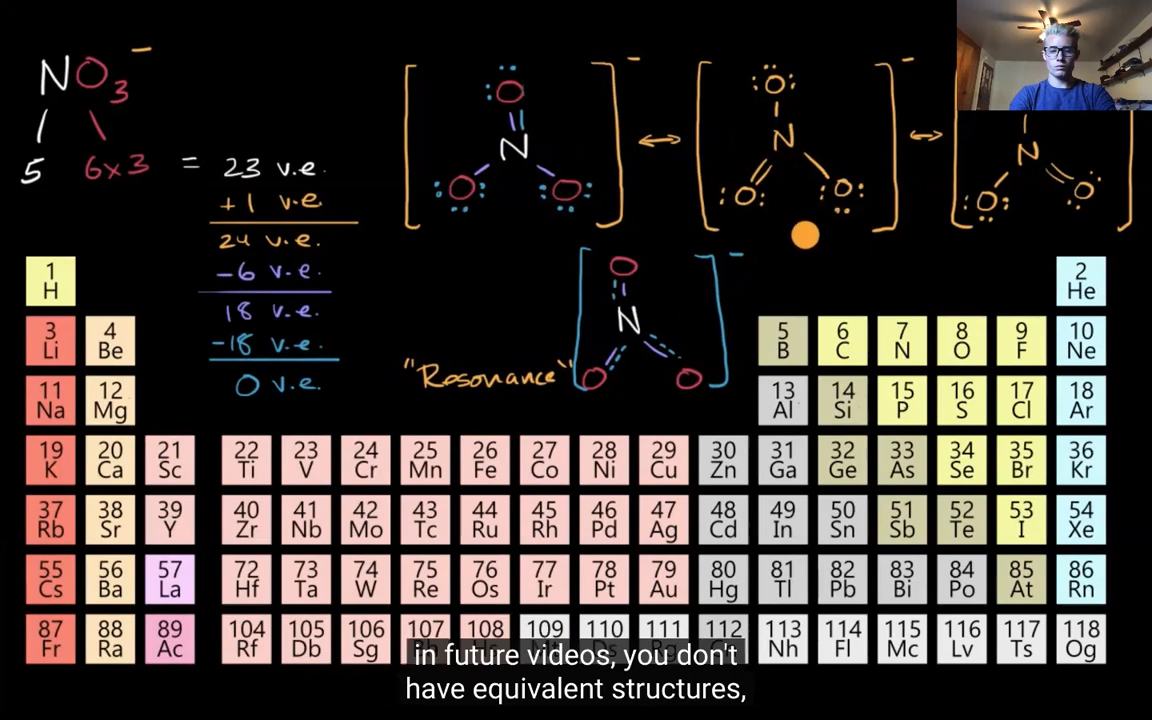 NO3 -
5 6x3 = 23 v.e.
+1 v.e.
24 v.e.
-6 v.e.
18 v.e.
-18 v.e.
0 v.e.
O
N
O O
-
O
N
O O
-
N
O O
"Resonance"
O
N
O O
-
1 2
H He
3 4 5 6 7 8 9 10
Li Be B C N O F Ne
11 12 13 14 15 16 17 18
Na Mg Al Si P S Cl Ar
19 20 21 22 23 24 25 26 27 28 29 30 31 32 33 34 35 36
K Ca Sc Ti V Cr Mn Fe Co Ni Cu Zn Ga Ge As Se Br Kr
37 38 39 40 41 42 43 44 45 46 47 48 49 50 51 52 53 54
Rb Sr Y Zr Nb Mo Tc Ru Rh Pd Ag Cd In Sn Sb Te I Xe
55 56 57 72 73 74 75 76 77 78 79 80 81 82 83 84 85 86
Cs Ba La Hf Ta W Re Os Ir Pt Au Hg Tl Pb Bi Po At Rn
87 88 89 104 105 106 107 108 109 110 111 112 113 114 115 116 117 118
Fr Ra Ac Rf Db Sg Nh Fl Mc Lv Ts Og
in future videos, you don't
have equivalent structures,